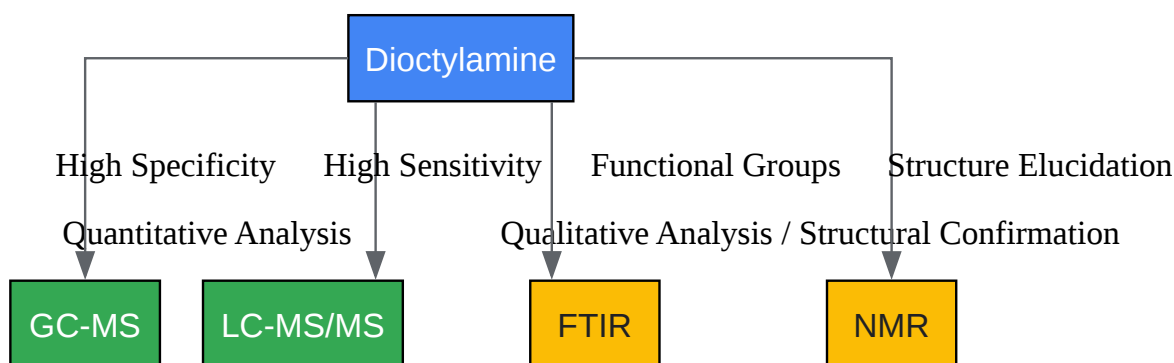 Dioctylamine
High Specificity
High Sensitivity
Functional Groups
Structure Elucidation
Quantitative Analysis
Qualitative Analysis / Structural Confirmation
GC-MS
LC-MS/MS
FTIR
NMR